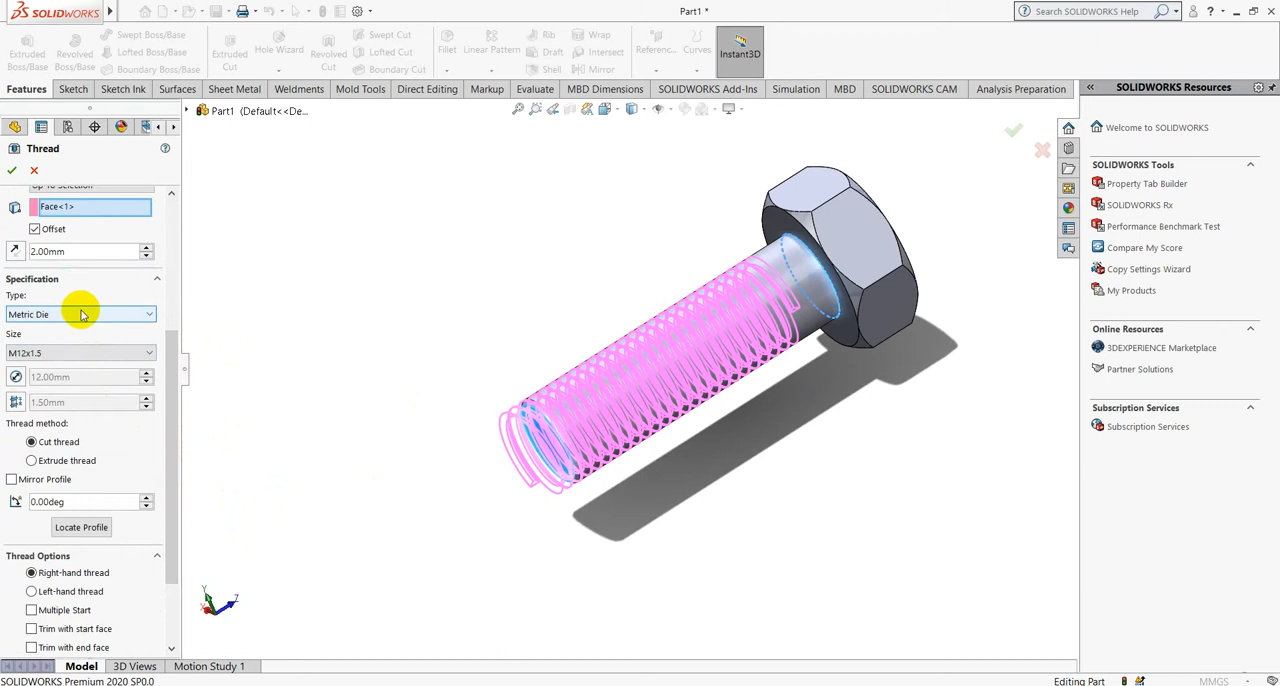 SOLIDWORKS
Part1 *
Search SOLIDWORKS Help
Extruded Boss/Base
Revolved Boss/Base
Swept Boss/Base
Lofted Boss/Base
Boundary Boss/Base
Extruded Cut
Hole Wizard
Revolved Cut
Swept Cut
Lofted Cut
Boundary Cut
Fillet
Linear Pattern
Rib
Draft
Shell
Wrap
Intersect
Mirror
Referenc...
Curves
Instant3D
Features
Sketch
Sketch Ink
Surfaces
Sheet Metal
Weldments
Mold Tools
Direct Editing
Markup
Evaluate
MBD Dimensions
SOLIDWORKS Add-Ins
Simulation
MBD
SOLIDWORKS CAM
Analysis Preparation
SOLIDWORKS Resources
Part1 (Default<<De...
Thread
Up To Selection
Face<1>
Offset
2.00mm
Specification
Type:
Metric Die
Size
M12x1.5
12.00mm
1.50mm
Thread method:
Cut thread
Extrude thread
Mirror Profile
0.00deg
Locate Profile
Thread Options
Right-hand thread
Left-hand thread
Multiple Start
Trim with start face
Trim with end face
Y
X
Z
Welcome to SOLIDWORKS
SOLIDWORKS Tools
Property Tab Builder
SOLIDWORKS Rx
Performance Benchmark Test
Compare My Score
Copy Settings Wizard
My Products
Online Resources
3DEXPERIENCE Marketplace
Partner Solutions
Subscription Services
Subscription Services
Model
3D Views
Motion Study 1
SOLIDWORKS Premium 2020 SP0.0
Editing Part
MMGS